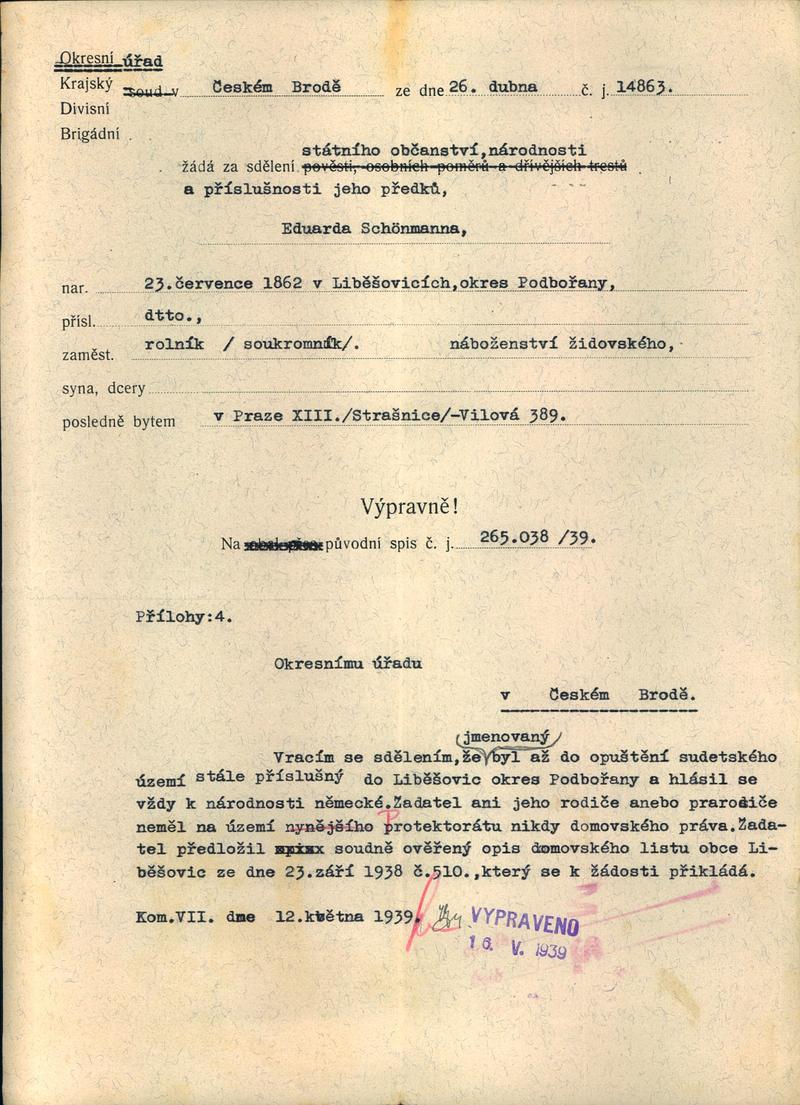 Okresní úřad
Krajský soud v Českém Brodě ze dne 26. dubna č. j. 14863.
Divisní
Brigádní
státního občanství,národnosti
žádá za sdělení pověsti, osobních poměrů a dřívějších trestů
a příslušnosti jeho předků,
Eduarda Schönmanna,
nar. 23.července 1862 v Liběšovicích,okres Podbořany,
přísl. dtto.,
zaměst. rolník / soukromník/. náboženství židovského,
syna, dcery
posledně bytem v Praze XIII./Strašnice/-Vilová 389.
Výpravně!
Na původní spis č. j. 265.038 /39.
Přílohy:4.
Okresnímu úřadu
v Českém Brodě.
(jmenovaný)
Vracím se sdělením,že byl až do opuštění sudetského
území stále příslušný do Liběšovic okres Podbořany a hlásil se
vždy k národnosti německé.Žadatel ani jeho rodiče anebo prarodiče
neměl na území nynějšího Protektorátu nikdy domovského práva.Žada-
tel předložil soudně ověřený opis domovského listu obce Li-
běšovic ze dne 23.září 1938 č.510.,který se k žádosti přikládá.
Kom.VII. dne 12.května 1939.
VYPRAVENO
16. V. 1939